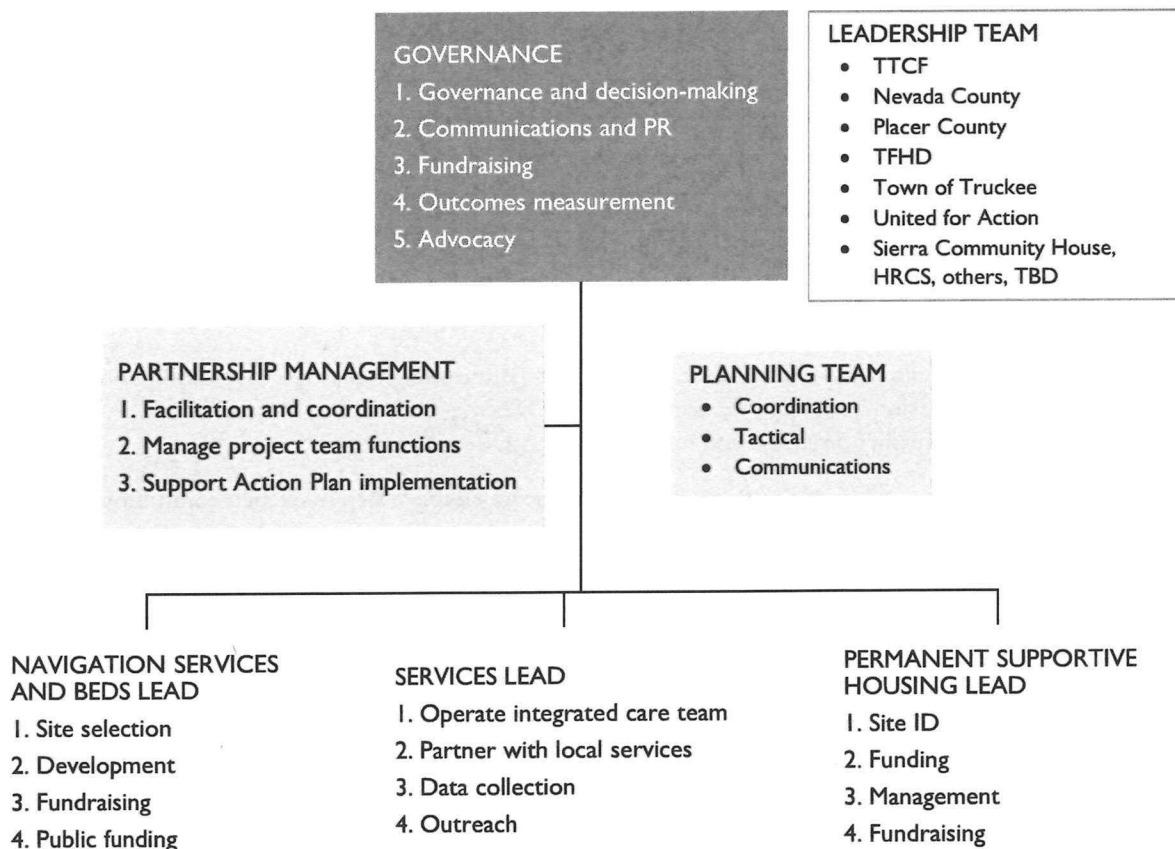 GOVERNANCE
1. Governance and decision-making
2. Communications and PR
3. Fundraising
4. Outcomes measurement
5. Advocacy
LEADERSHIP TEAM
• TTCF
• Nevada County
• Placer County
• TFHD
• Town of Truckee
• United for Action
• Sierra Community House,
HRCS, others, TBD
PARTNERSHIP MANAGEMENT
1. Facilitation and coordination
2. Manage project team functions
3. Support Action Plan implementation
PLANNING TEAM
• Coordination
• Tactical
• Communications
NAVIGATION SERVICES
AND BEDS LEAD
1. Site selection
2. Development
3. Fundraising
4. Public funding
SERVICES LEAD
1. Operate integrated care team
2. Partner with local services
3. Data collection
4. Outreach
PERMANENT SUPPORTIVE
HOUSING LEAD
1. Site ID
2. Funding
3. Management
4. Fundraising